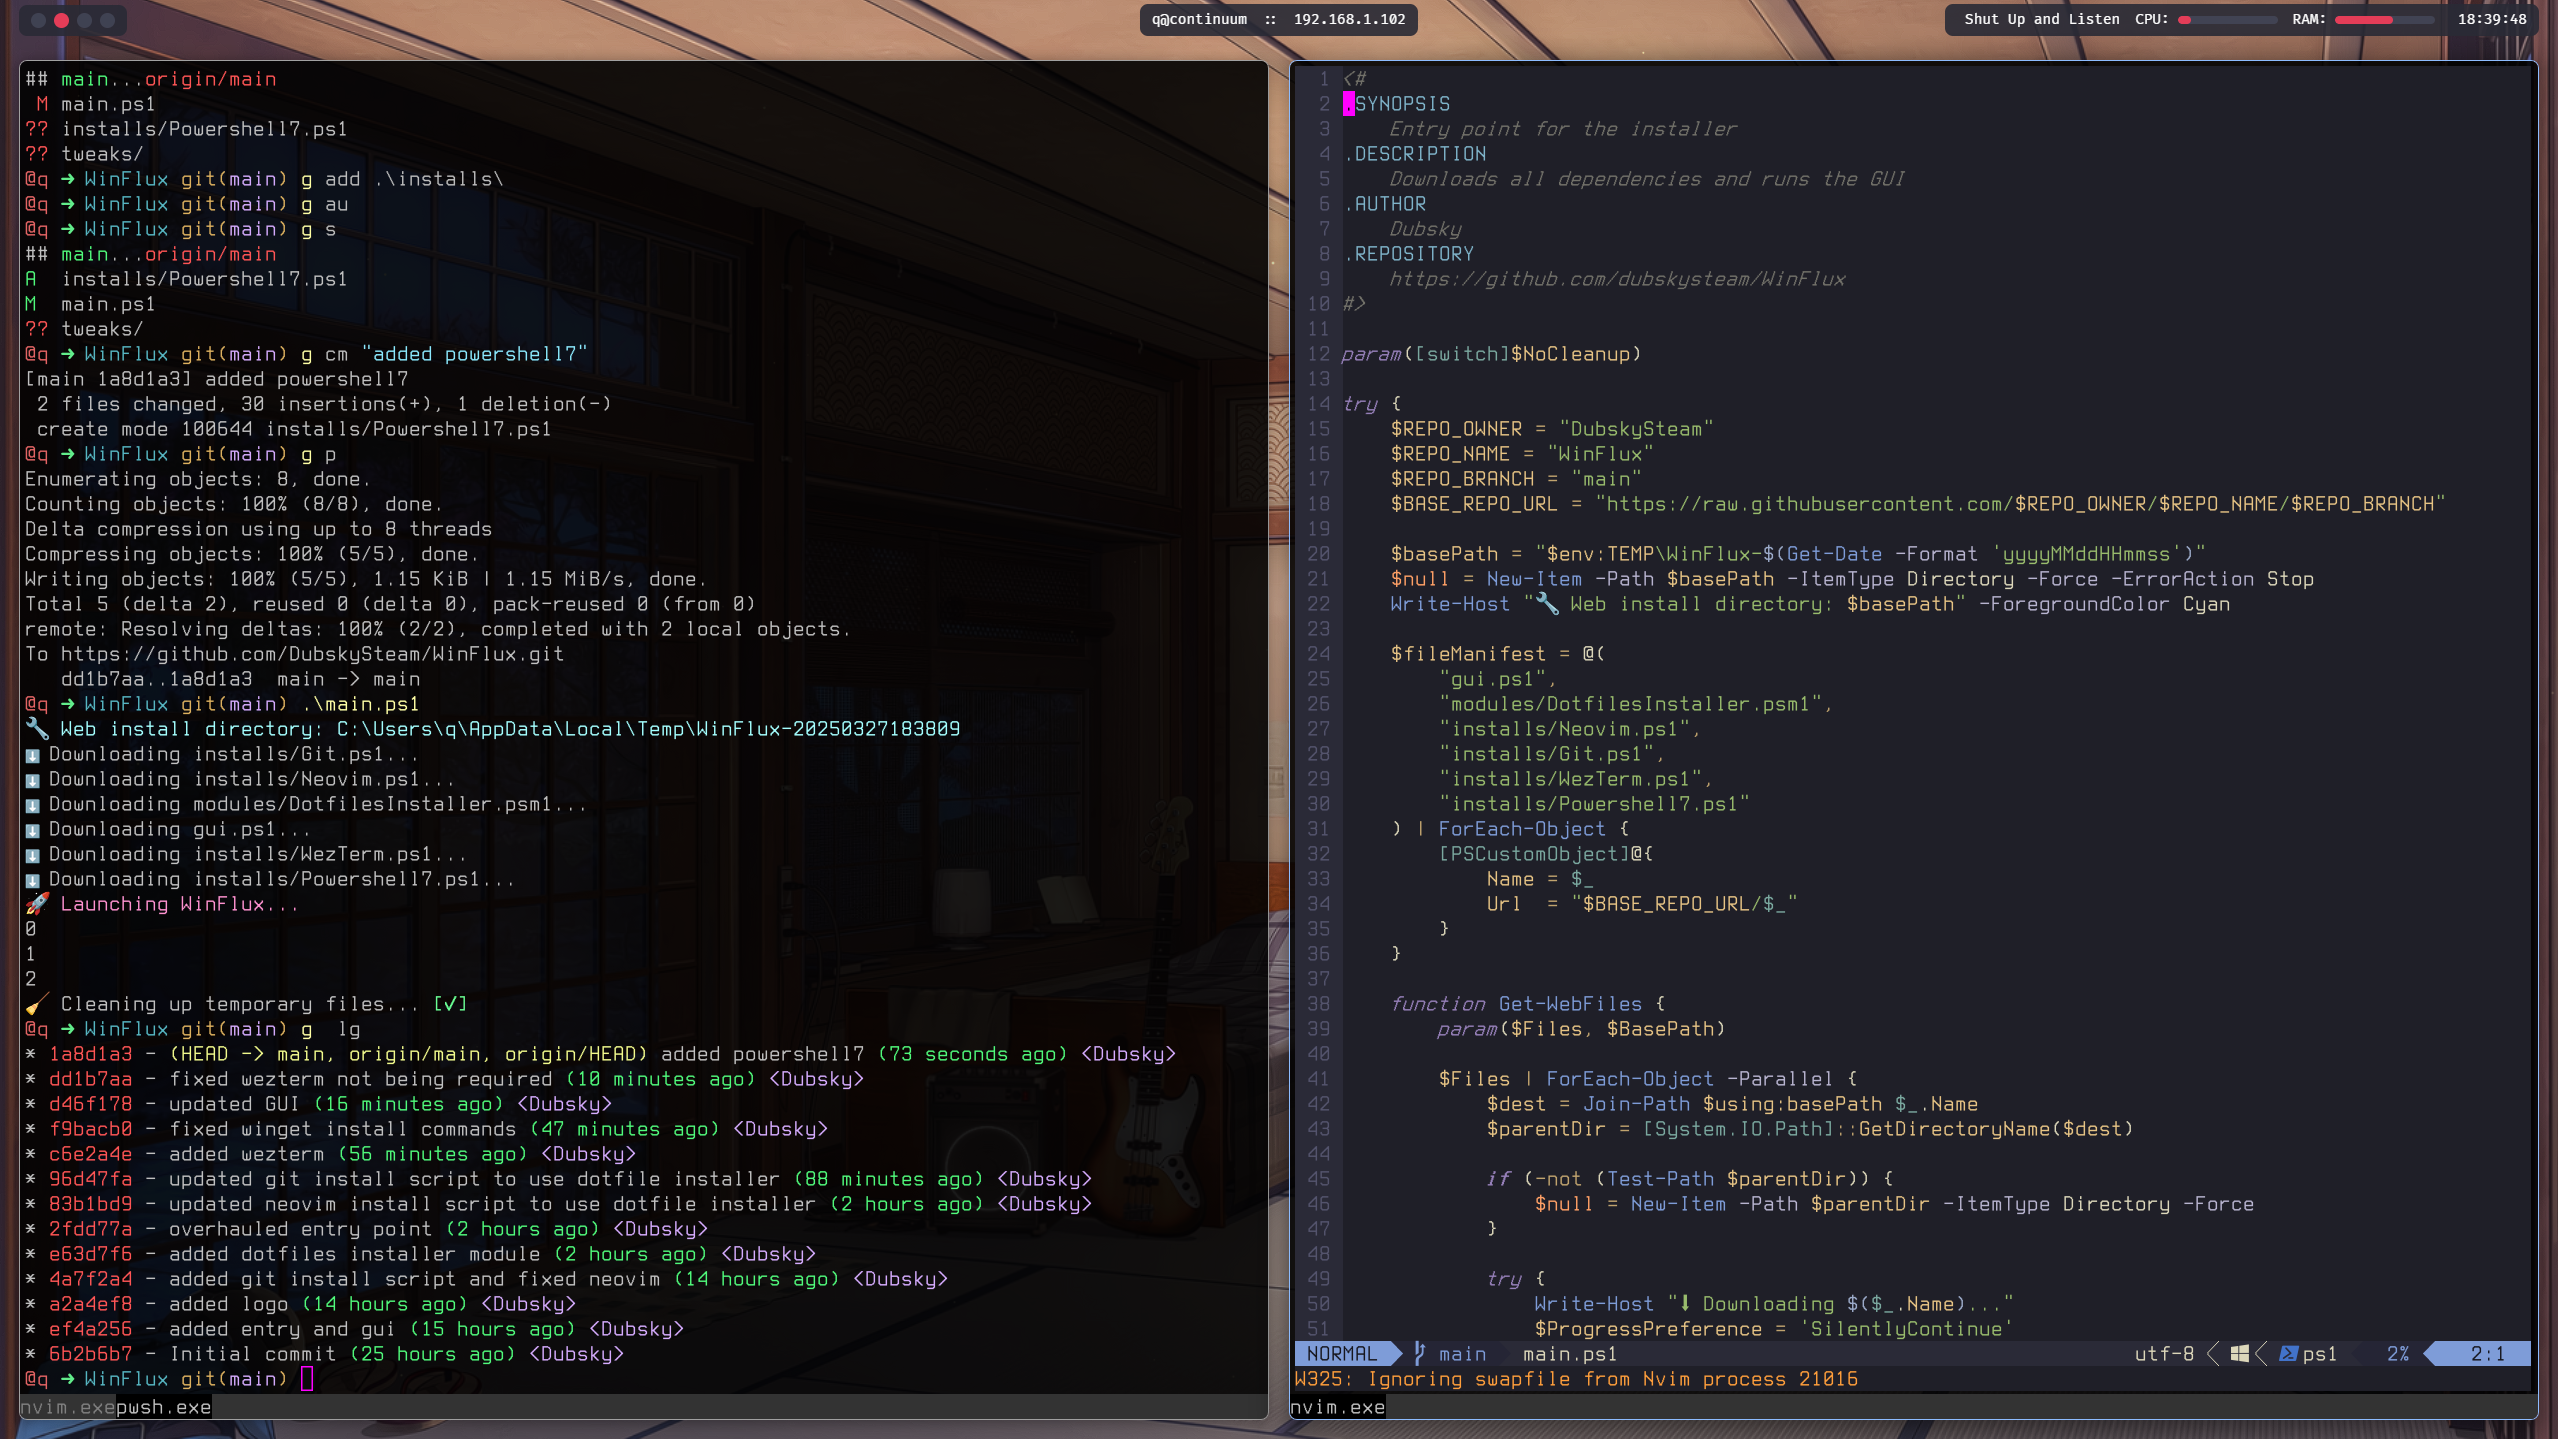 q@continuum :: 192.168.1.102
Shut Up and Listen CPU: RAM: 18:39:48
## main...origin/main
 M main.ps1
?? installs/Powershell7.ps1
?? tweaks/
@q → WinFlux git(main) g add .\installs\
@q → WinFlux git(main) g au
@q → WinFlux git(main) g s
## main...origin/main
A  installs/Powershell7.ps1
M  main.ps1
?? tweaks/
@q → WinFlux git(main) g cm "added powershell7"
[main 1a8d1a3] added powershell7
 2 files changed, 30 insertions(+), 1 deletion(-)
 create mode 100644 installs/Powershell7.ps1
@q → WinFlux git(main) g p
Enumerating objects: 8, done.
Counting objects: 100% (8/8), done.
Delta compression using up to 8 threads
Compressing objects: 100% (5/5), done.
Writing objects: 100% (5/5), 1.15 KiB | 1.15 MiB/s, done.
Total 5 (delta 2), reused 0 (delta 0), pack-reused 0 (from 0)
remote: Resolving deltas: 100% (2/2), completed with 2 local objects.
To https://github.com/DubskySteam/WinFlux.git
   dd1b7aa..1a8d1a3  main -> main
@q → WinFlux git(main) .\main.ps1
🔧 Web install directory: C:\Users\q\AppData\Local\Temp\WinFlux-20250327183809
⬇️ Downloading installs/Git.ps1...
⬇️ Downloading installs/Neovim.ps1...
⬇️ Downloading modules/DotfilesInstaller.psm1...
⬇️ Downloading gui.ps1...
⬇️ Downloading installs/WezTerm.ps1...
⬇️ Downloading installs/Powershell7.ps1...
🚀 Launching WinFlux...
0
1
2
🧹 Cleaning up temporary files... [√]
@q → WinFlux git(main) g  lg
* 1a8d1a3 - (HEAD -> main, origin/main, origin/HEAD) added powershell7 (73 seconds ago) <Dubsky>
* dd1b7aa - fixed wezterm not being required (10 minutes ago) <Dubsky>
* d46f178 - updated GUI (16 minutes ago) <Dubsky>
* f9bacb0 - fixed winget install commands (47 minutes ago) <Dubsky>
* c6e2a4e - added wezterm (56 minutes ago) <Dubsky>
* 96d47fa - updated git install script to use dotfile installer (88 minutes ago) <Dubsky>
* 83b1bd9 - updated neovim install script to use dotfile installer (2 hours ago) <Dubsky>
* 2fdd77a - overhauled entry point (2 hours ago) <Dubsky>
* e63d7f6 - added dotfiles installer module (2 hours ago) <Dubsky>
* 4a7f2a4 - added git install script and fixed neovim (14 hours ago) <Dubsky>
* a2a4ef8 - added logo (14 hours ago) <Dubsky>
* ef4a256 - added entry and gui (15 hours ago) <Dubsky>
* 6b2b6b7 - Initial commit (25 hours ago) <Dubsky>
@q → WinFlux git(main)
nvim.exe pwsh.exe
1 <#
2 .SYNOPSIS
3     Entry point for the installer
4 .DESCRIPTION
5     Downloads all dependencies and runs the GUI
6 .AUTHOR
7     Dubsky
8 .REPOSITORY
9     https://github.com/dubskysteam/WinFlux
10 #>
11
12 param([switch]$NoCleanup)
13
14 try {
15     $REPO_OWNER = "DubskySteam"
16     $REPO_NAME = "WinFlux"
17     $REPO_BRANCH = "main"
18     $BASE_REPO_URL = "https://raw.githubusercontent.com/$REPO_OWNER/$REPO_NAME/$REPO_BRANCH"
19
20     $basePath = "$env:TEMP\WinFlux-$(Get-Date -Format 'yyyyMMddHHmmss')"
21     $null = New-Item -Path $basePath -ItemType Directory -Force -ErrorAction Stop
22     Write-Host "🔧 Web install directory: $basePath" -ForegroundColor Cyan
23
24     $fileManifest = @(
25         "gui.ps1",
26         "modules/DotfilesInstaller.psm1",
27         "installs/Neovim.ps1",
28         "installs/Git.ps1",
29         "installs/WezTerm.ps1",
30         "installs/Powershell7.ps1"
31     ) | ForEach-Object {
32         [PSCustomObject]@{
33             Name = $_
34             Url  = "$BASE_REPO_URL/$_"
35         }
36     }
37
38     function Get-WebFiles {
39         param($Files, $BasePath)
40
41         $Files | ForEach-Object -Parallel {
42             $dest = Join-Path $using:basePath $_.Name
43             $parentDir = [System.IO.Path]::GetDirectoryName($dest)
44
45             if (-not (Test-Path $parentDir)) {
46                 $null = New-Item -Path $parentDir -ItemType Directory -Force
47             }
48
49             try {
50                 Write-Host "⬇ Downloading $($_.Name)..."
51                 $ProgressPreference = 'SilentlyContinue'
NORMAL main main.ps1 utf-8 ps1 2% 2:1
W325: Ignoring swapfile from Nvim process 21016
nvim.exe